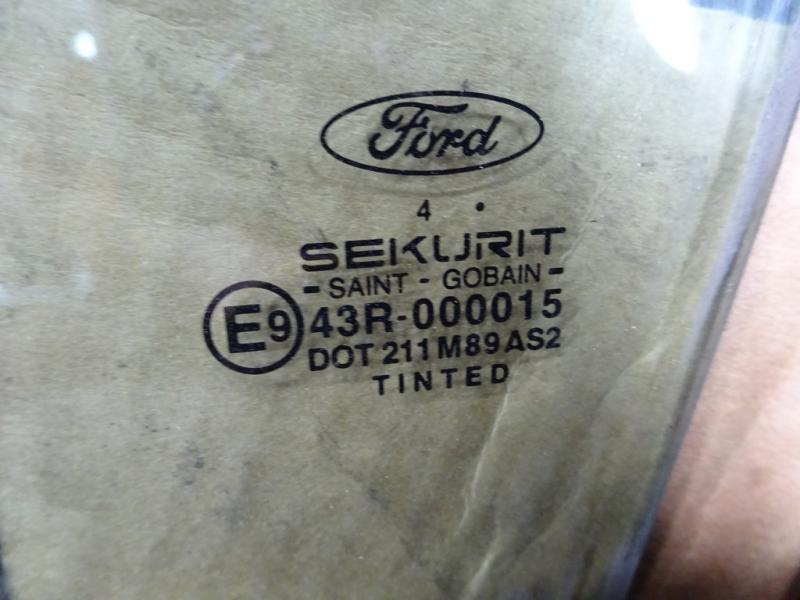 Ford
4 •
SEKURIT
- SAINT - GOBAIN -
E9 43R-000015
DOT 211 M89 AS2
TINTED